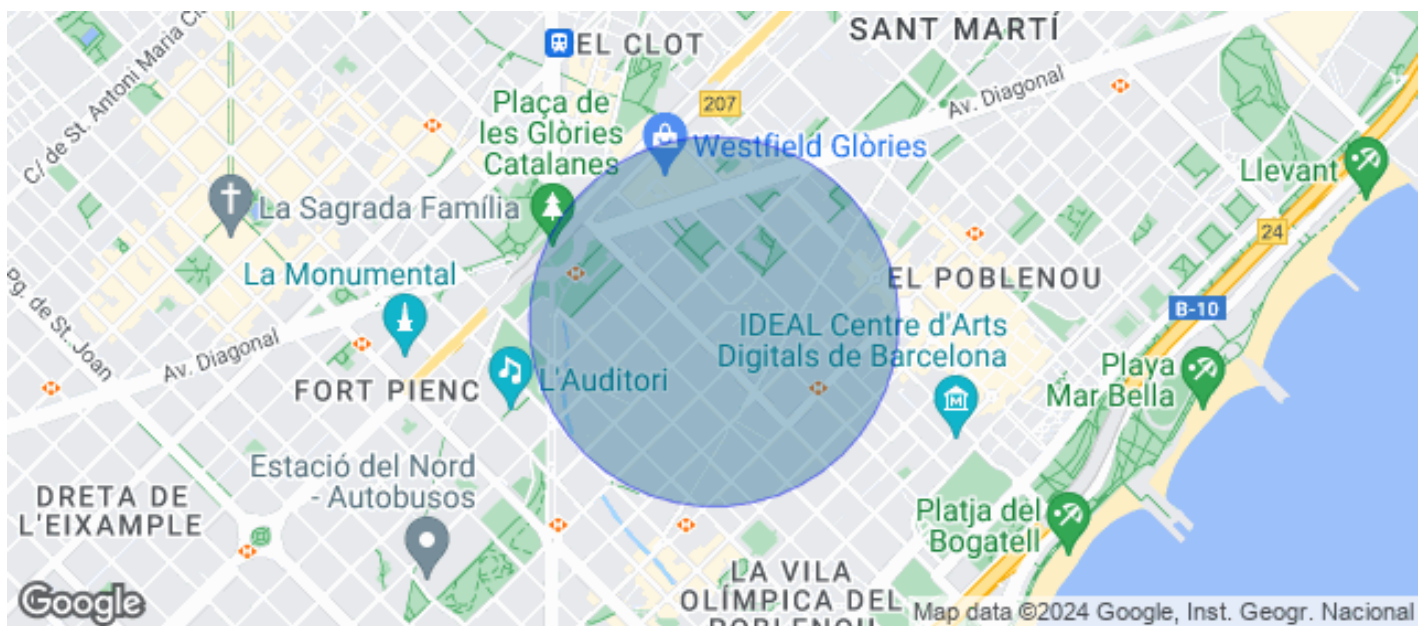 SANT MARTÍ
EL CLOT
C/ de St. Antoni Maria Cl
207
Av. Diagonal
Plaça de
les Glòries
Catalanes
Westfield Glòries
Llevant
La Sagrada Família
24
La Monumental
EL POBLENOU
B-10
Pg. de St. Joan
IDEAL Centre d'Arts
Digitals de Barcelona
Av. Diagonal
Playa
Mar Bella
FORT PIENC
L'Auditori
Estació del Nord
- Autobusos
DRETA DE
L'EIXAMPLE
Platja del
Bogatell
LA VILA
OLÍMPICA DEL
POBLENOU
Google
Map data ©2024 Google, Inst. Geogr. Nacional